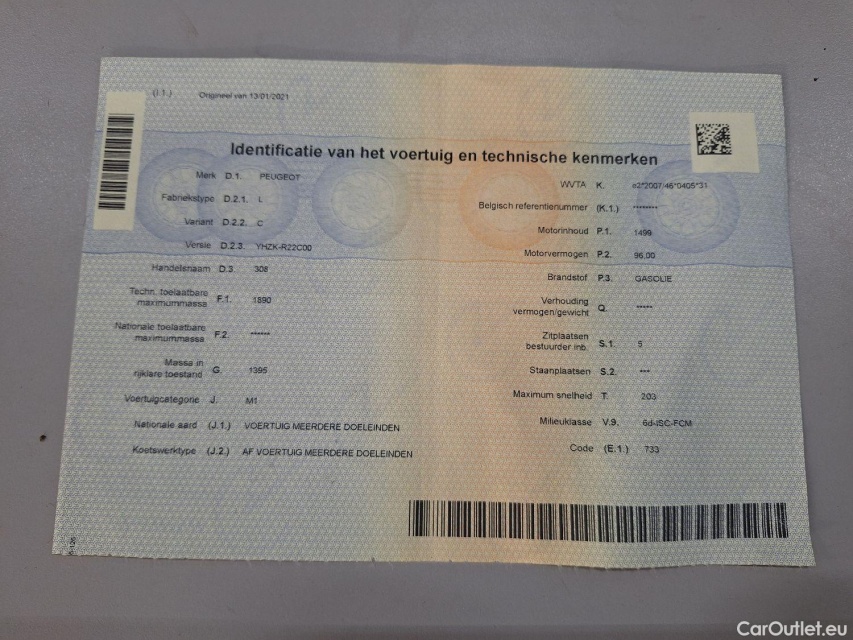 (I.1.) Origineel van 13/01/2021
Identificatie van het voertuig en technische kenmerken
Merk D.1. PEUGEOT
Fabriekstype D.2.1. L
Variant D.2.2. C
Versie D.2.3. YHZK-R22C00
Handelsnaam D.3. 308
Techn. toelaatbare
maximummassa F.1. 1890
Nationale toelaatbare
maximummassa F.2. ******
Massa in
rijklare toestand G. 1395
Voertuigcategorie J. M1
Nationale aard (J.1.) VOERTUIG MEERDERE DOELEINDEN
Koetswerktype (J.2.) AF VOERTUIG MEERDERE DOELEINDEN
WVTA K. e2*2007/46*0405*31
Belgisch referentienummer (K.1.) ********
Motorinhoud P.1. 1499
Motorvermogen P.2. 96.00
Brandstof P.3. GASOLIE
Verhouding
vermogen/gewicht Q. *****
Zitplaatsen
bestuurder inb. S.1. 5
Staanplaatsen S.2. ***
Maximum snelheid T. 203
Milieuklasse V.9. 6d-ISC-FCM
Code (E.1.) 733
CarOutlet.eu